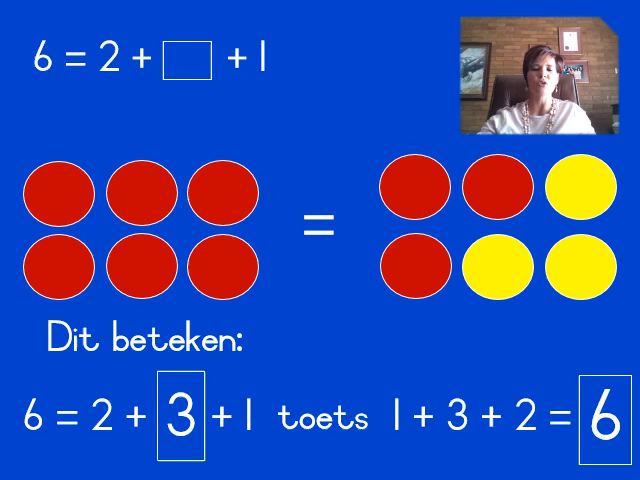 6 = 2 + + 1
=
Dit beteken:
6 = 2 + 3 + 1 toets 1 + 3 + 2 = 6